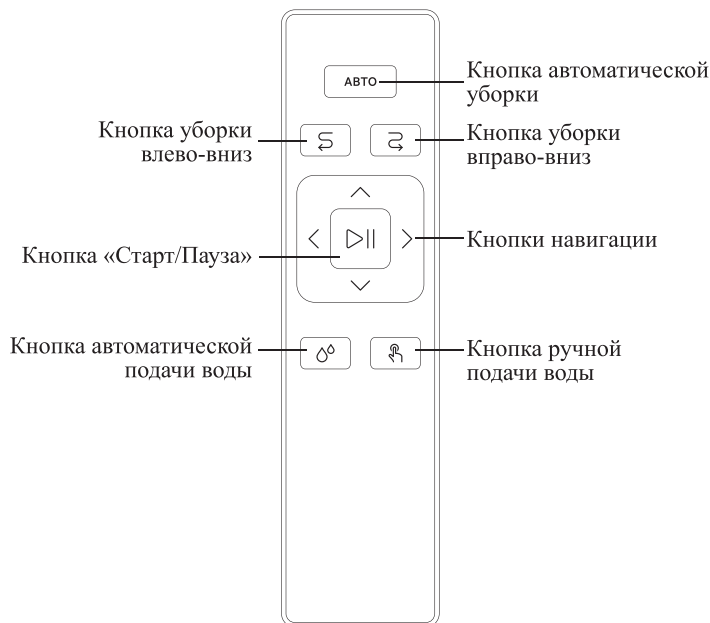 АВТО
Кнопка автоматической
уборки
Кнопка уборки
влево-вниз
Кнопка уборки
вправо-вниз
Кнопка «Старт/Пауза»
Кнопки навигации
Кнопка автоматической
подачи воды
Кнопка ручной
подачи воды